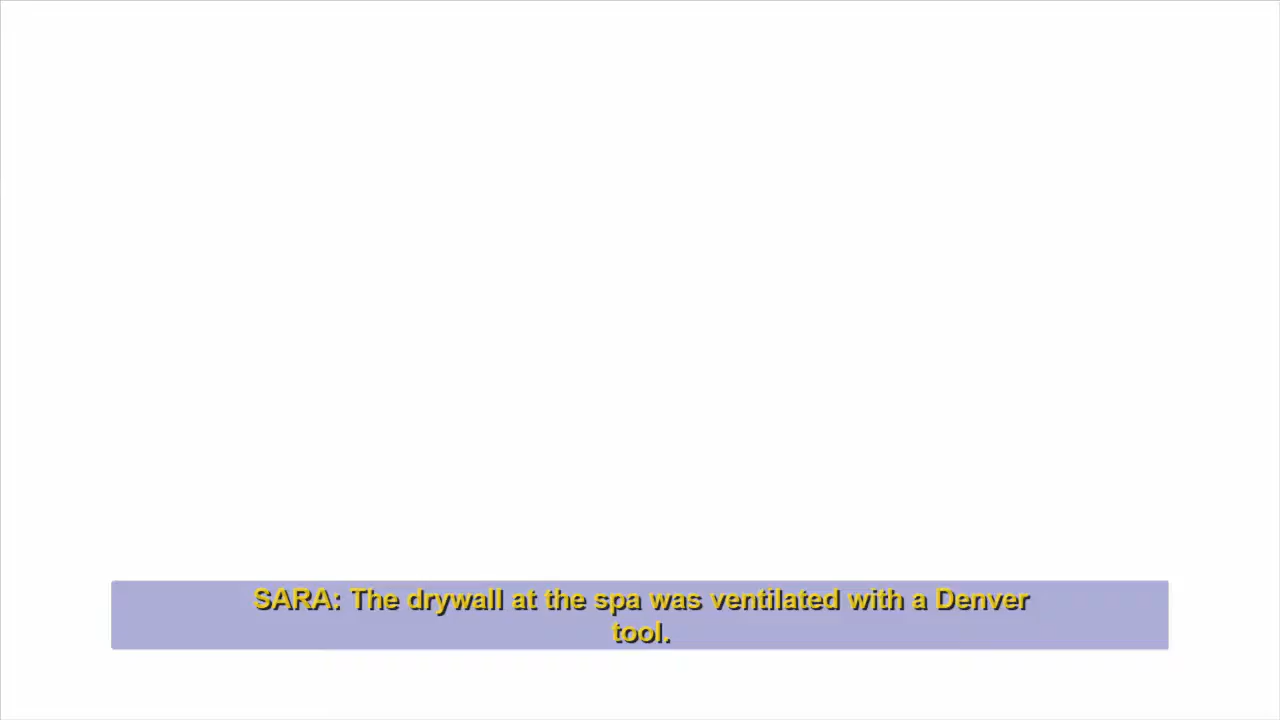 SARA: The drywall at the spa was ventilated with a Denver
tool.